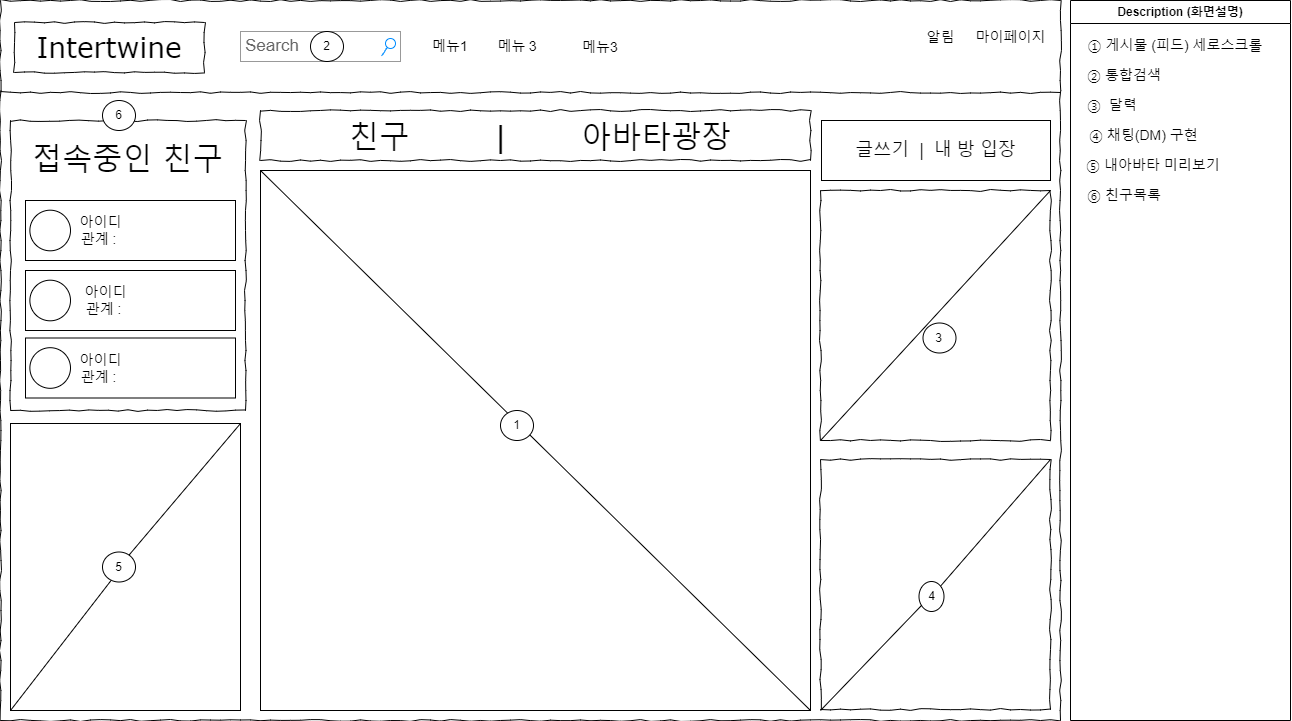 Intertwine
Search
2
메뉴1
메뉴 3
메뉴3
알림
마이페이지
6
접속중인 친구
아이디
관계 :
아이디
관계 :
아이디
관계 :
5
친구 | 아바타광장
1
글쓰기 | 내 방 입장
3
4
Description (화면설명)
① 게시물 (피드) 세로스크롤
② 통합검색
③ 달력
④ 채팅(DM) 구현
⑤ 내아바타 미리보기
⑥ 친구목록